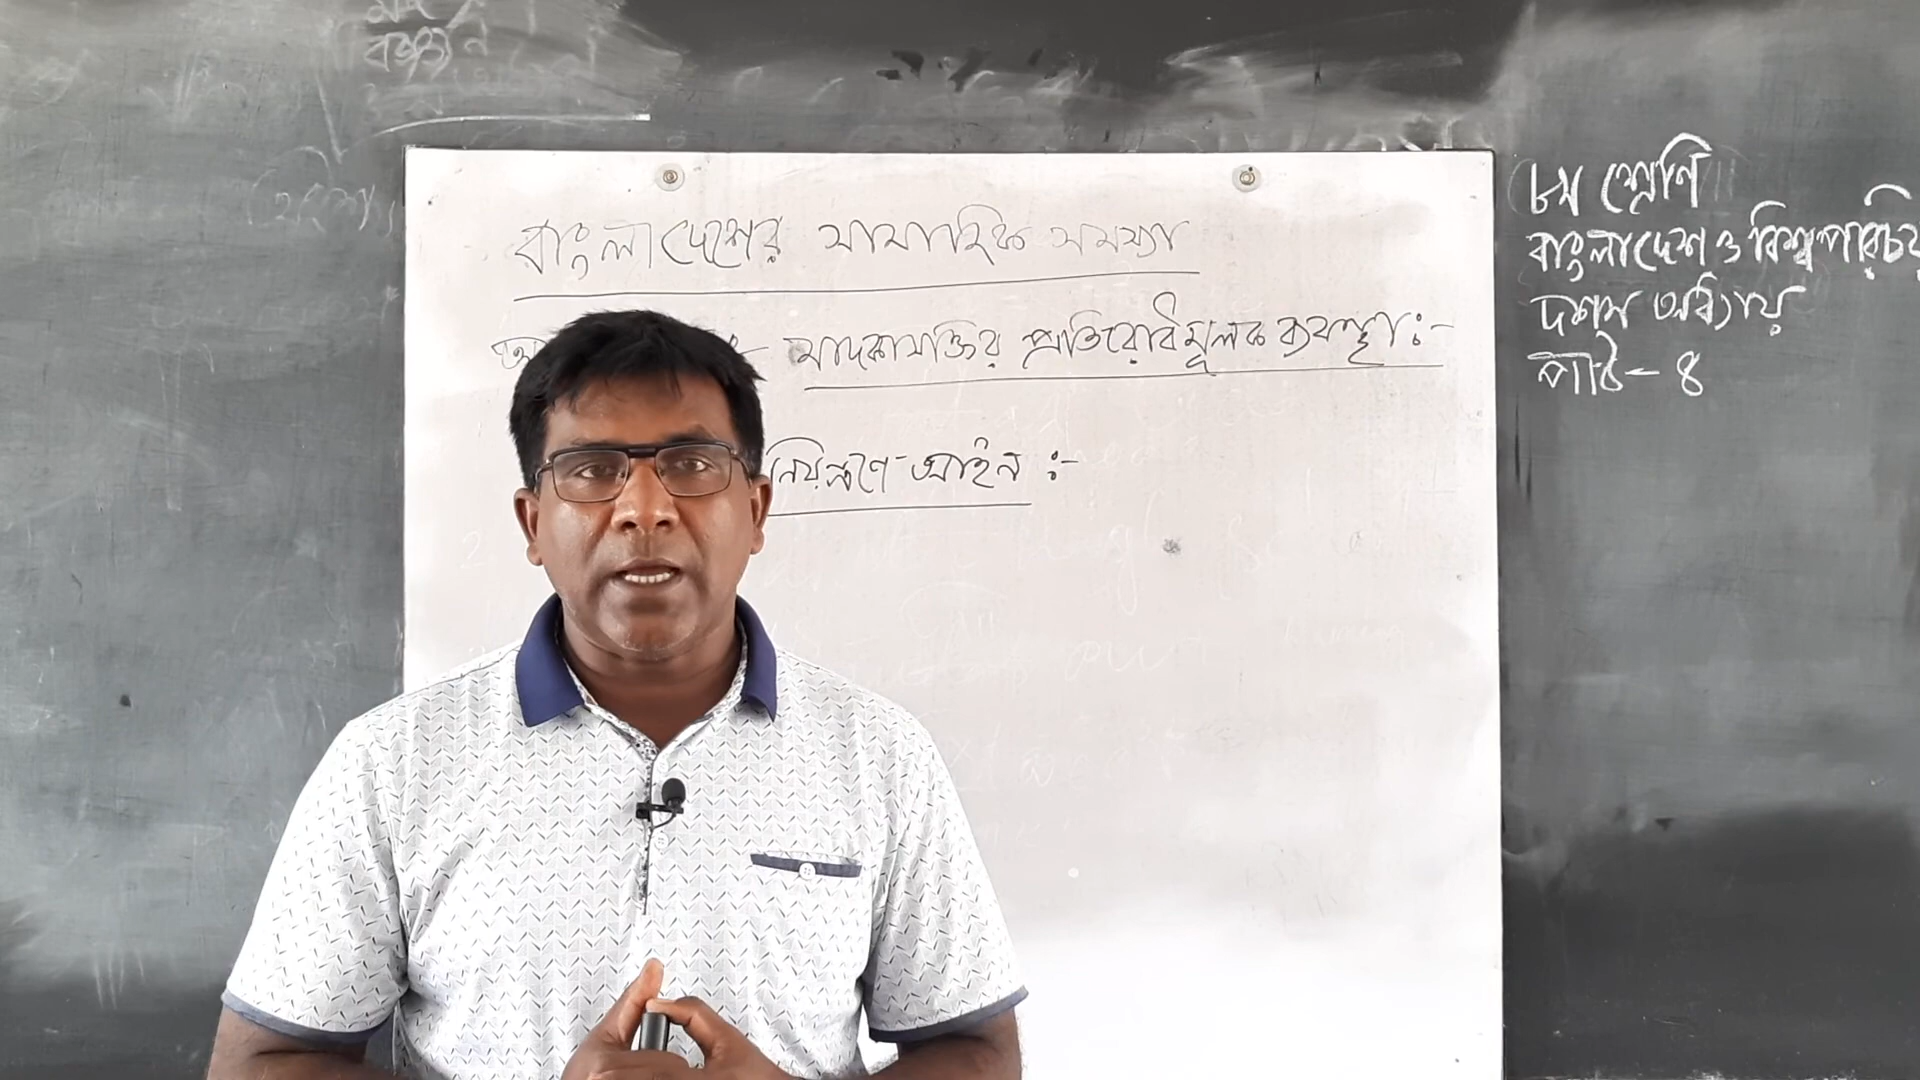 বাংলাদেশের সামাজিক সমস্যা
মাদকাসক্তির প্রতিরোধমূলক ব্যবস্থা :-
নিয়ন্ত্রণে আইন :-
৮ম শ্রেণি
বাংলাদেশ ও বিশ্বপরিচয়
দশম অধ্যায়
পাঠ - ৪